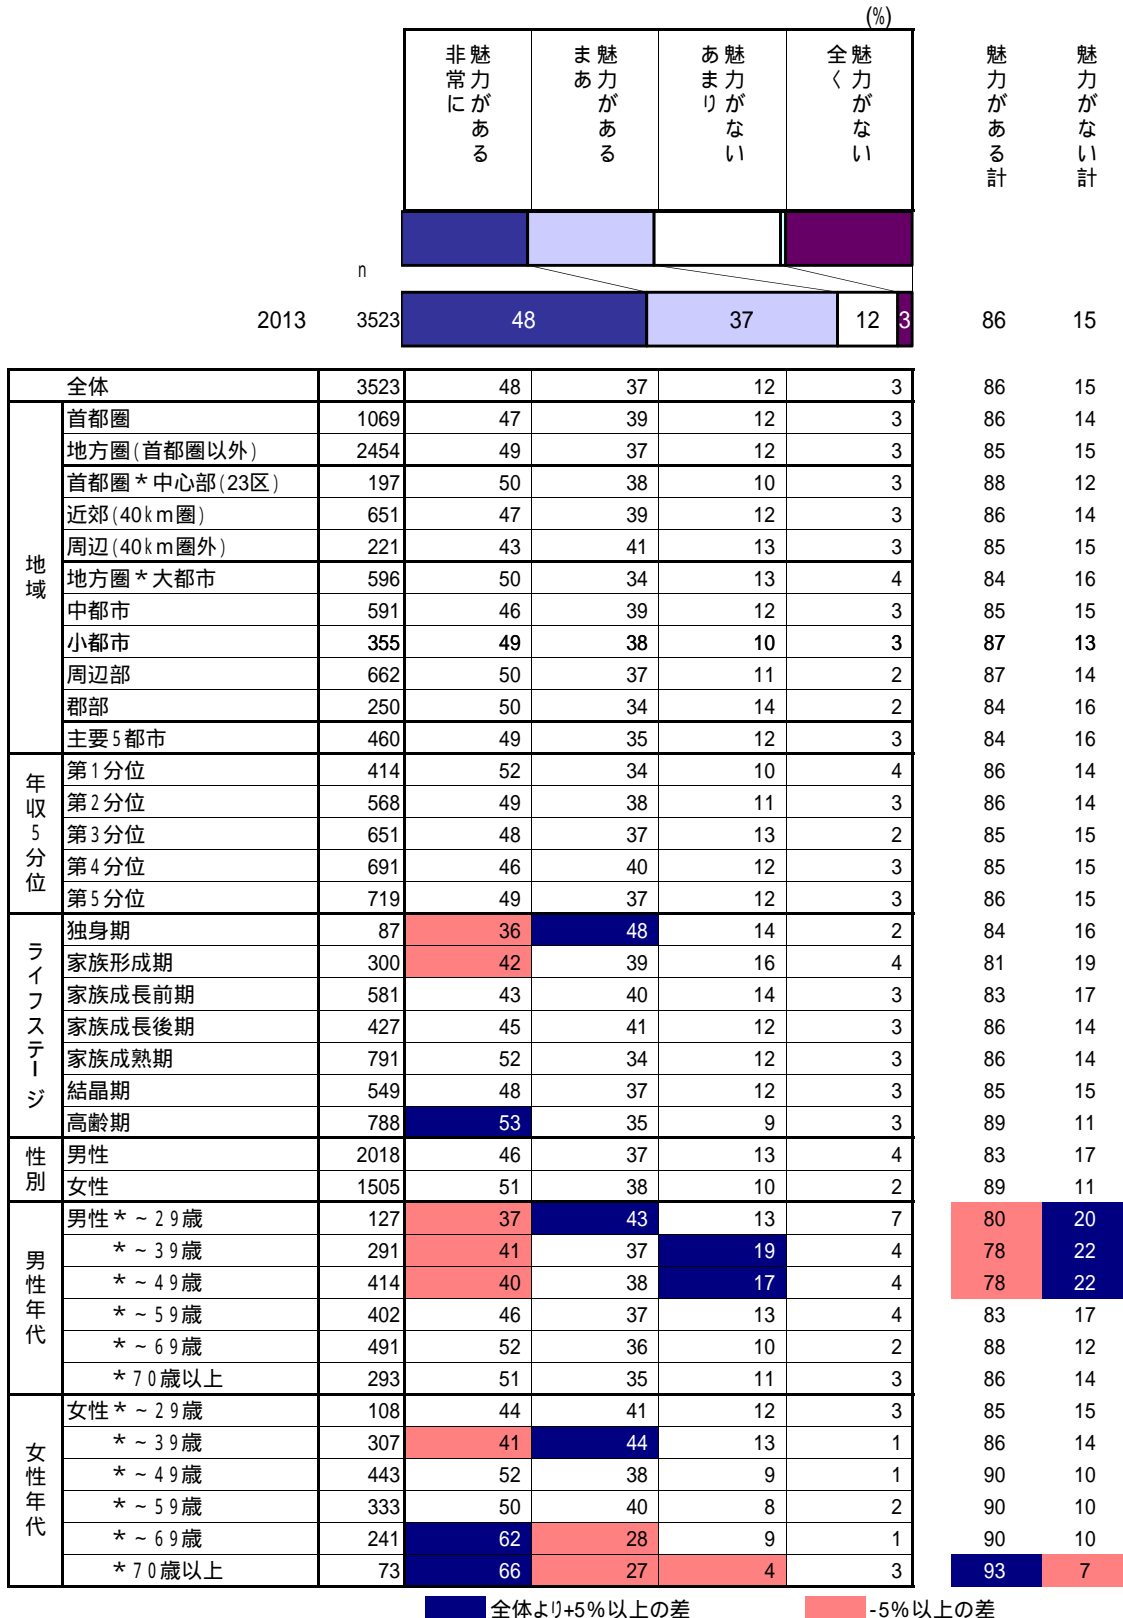 (%)
非常に魅力がある
まあ魅力がある
あまり魅力がない
全く魅力がない
魅力がある計
魅力がない計
n
2013 3523 48 37 12 3 86 15
全体 3523 48 37 12 3 86 15
地域
首都圏 1069 47 39 12 3 86 14
地方圏(首都圏以外) 2454 49 37 12 3 85 15
首都圏*中心部(23区) 197 50 38 10 3 88 12
近郊(40km圏) 651 47 39 12 3 86 14
周辺(40km圏外) 221 43 41 13 3 85 15
地方圏*大都市 596 50 34 13 4 84 16
中都市 591 46 39 12 3 85 15
小都市 355 49 38 10 3 87 13
周辺部 662 50 37 11 2 87 14
郡部 250 50 34 14 2 84 16
主要5都市 460 49 35 12 3 84 16
年収5分位
第1分位 414 52 34 10 4 86 14
第2分位 568 49 38 11 3 86 14
第3分位 651 48 37 13 2 85 15
第4分位 691 46 40 12 3 85 15
第5分位 719 49 37 12 3 86 15
ライフステージ
独身期 87 36 48 14 2 84 16
家族形成期 300 42 39 16 4 81 19
家族成長前期 581 43 40 14 3 83 17
家族成長後期 427 45 41 12 3 86 14
家族成熟期 791 52 34 12 3 86 14
結晶期 549 48 37 12 3 85 15
高齢期 788 53 35 9 3 89 11
性別
男性 2018 46 37 13 4 83 17
女性 1505 51 38 10 2 89 11
男性年代
男性*~29歳 127 37 43 13 7 80 20
*~39歳 291 41 37 19 4 78 22
*~49歳 414 40 38 17 4 78 22
*~59歳 402 46 37 13 4 83 17
*~69歳 491 52 36 10 2 88 12
*70歳以上 293 51 35 11 3 86 14
女性年代
女性*~29歳 108 44 41 12 3 85 15
*~39歳 307 41 44 13 1 86 14
*~49歳 443 52 38 9 1 90 10
*~59歳 333 50 40 8 2 90 10
*~69歳 241 62 28 9 1 90 10
*70歳以上 73 66 27 4 3 93 7
全体より+5%以上の差
-5%以上の差